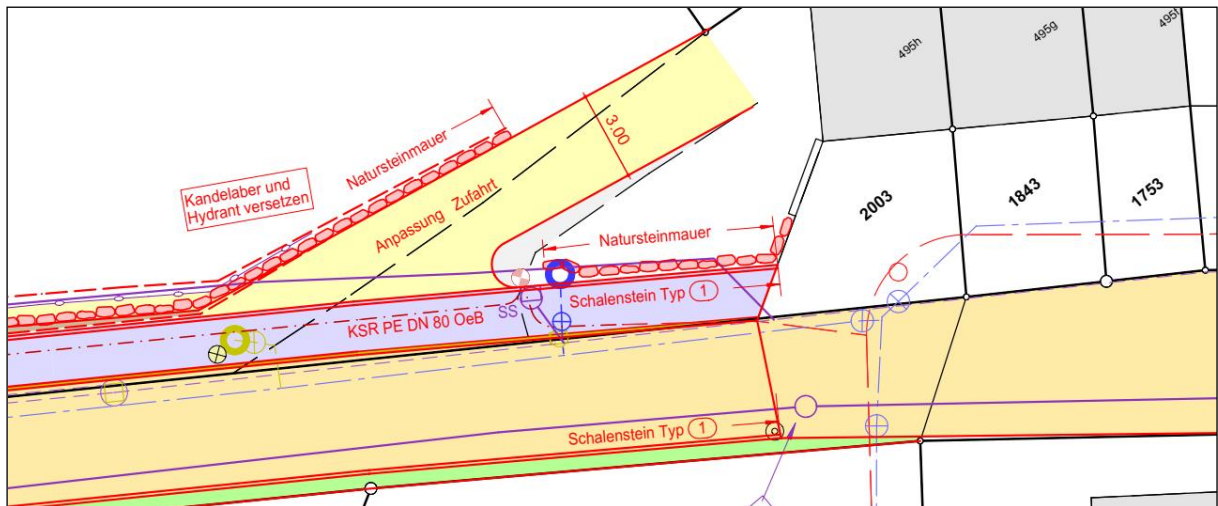 495h
495g
495f
Natursteinmauer
3.00
Kandelaber und
Hydrant versetzen
Anpassung Zufahrt
2003
1843
1753
Natursteinmauer
Schalenstein Typ 1
SS
KSR PE DN 80 OeB
Schalenstein Typ 1